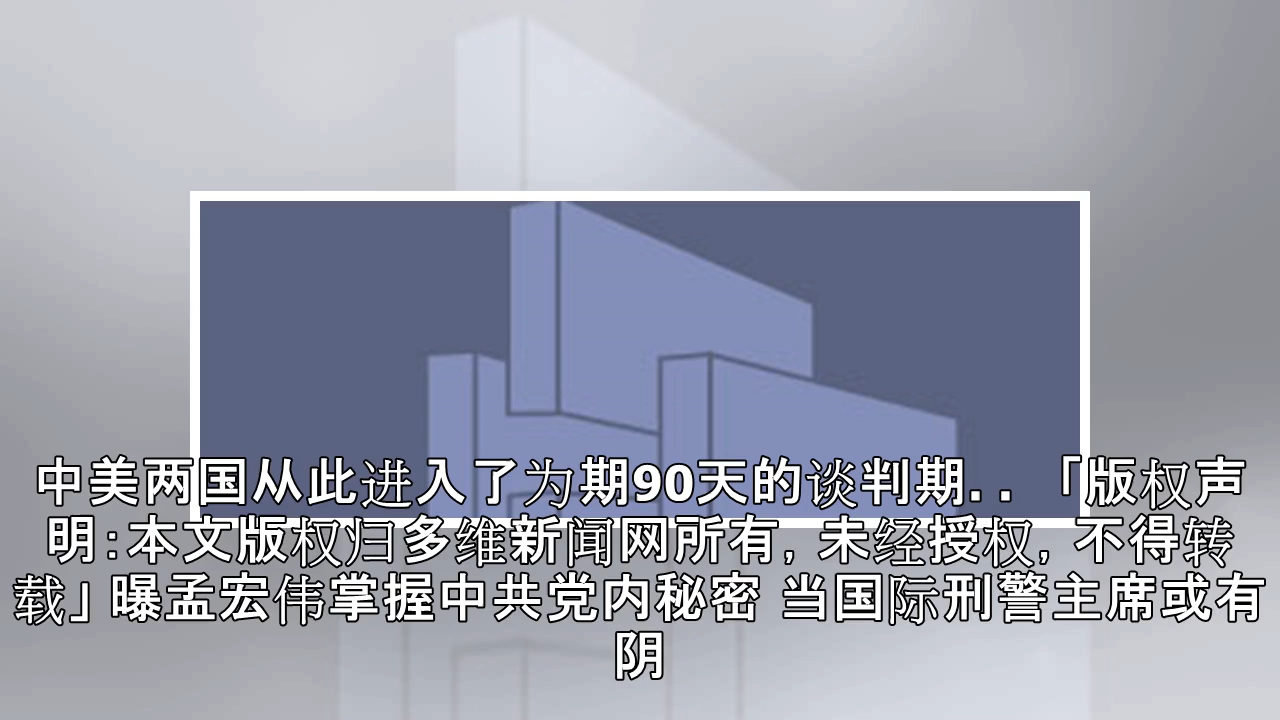 中美两国从此进入了为期90天的谈判期. . 「版权声
明:本文版权归多维新闻网所有, 未经授权, 不得转
载」曝孟宏伟掌握中共党内秘密 当国际刑警主席或有
阴